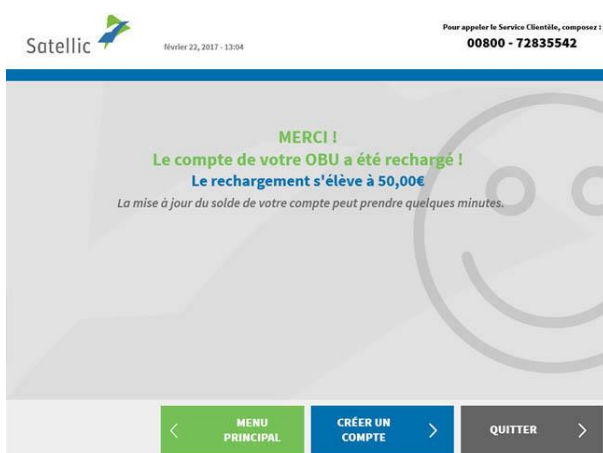 Satellic
février 22, 2017 - 13:04
Pour appeler le Service Clientèle, composez :
00800 - 72835542
MERCI !
Le compte de votre OBU a été rechargé !
Le rechargement s'élève à 50,00€
La mise à jour du solde de votre compte peut prendre quelques minutes.
MENU
PRINCIPAL
CRÉER UN
COMPTE
QUITTER